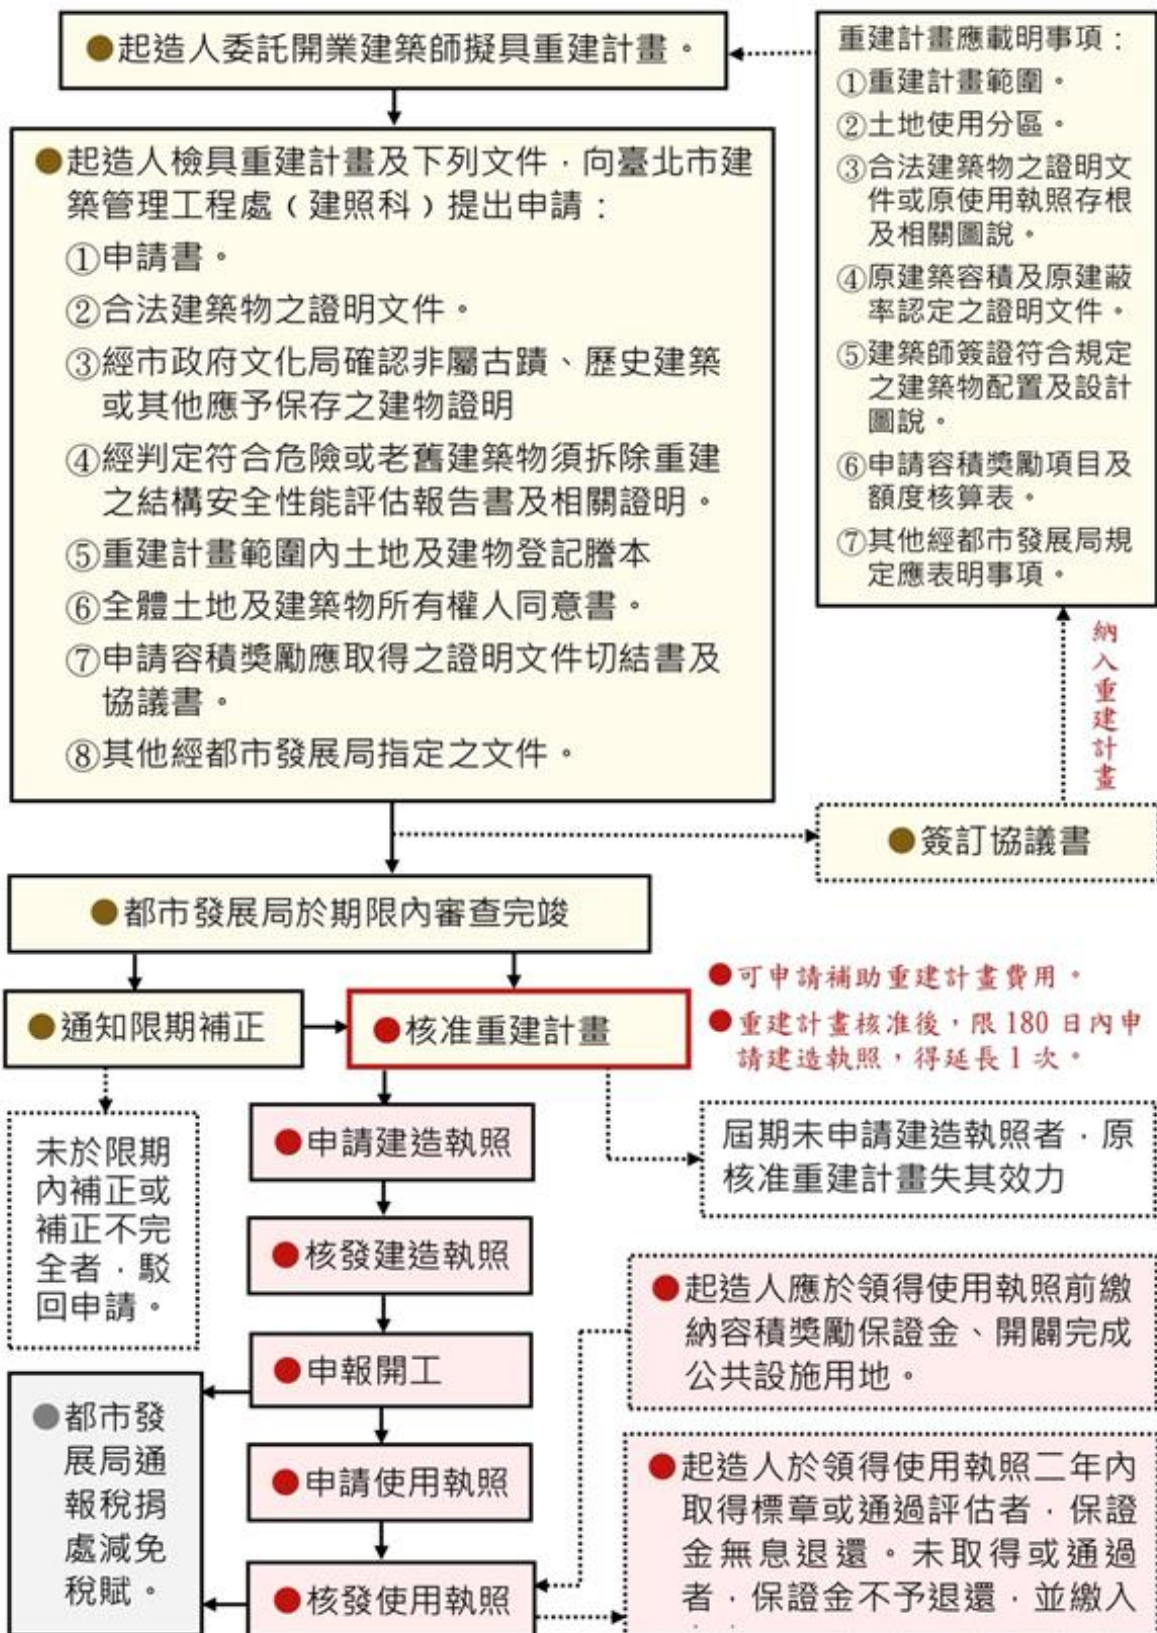 ●起造人委託開業建築師擬具重建計畫。
重建計畫應載明事項：
①重建計畫範圍。
②土地使用分區。
③合法建築物之證明文
件或原使用執照存根
及相關圖說。
④原建築容積及原建蔽
率認定之證明文件。
⑤建築師簽證符合規定
之建築物配置及設計
圖說。
⑥申請容積獎勵項目及
額度核算表。
⑦其他經都市發展局規
定應表明事項。
●起造人檢具重建計畫及下列文件，向臺北市建
築管理工程處（建照科）提出申請：
①申請書。
②合法建築物之證明文件。
③經市政府文化局確認非屬古蹟、歷史建築
或其他應予保存之建物證明
④經判定符合危險或老舊建築物須拆除重建
之結構安全性能評估報告書及相關證明。
⑤重建計畫範圍內土地及建物登記謄本
⑥全體土地及建築物所有權人同意書。
⑦申請容積獎勵應取得之證明文件切結書及
協議書。
⑧其他經都市發展局指定之文件。
納入重建計畫
●簽訂協議書
●都市發展局於期限內審查完竣
●通知限期補正
●核准重建計畫
●可申請補助重建計畫費用。
●重建計畫核准後，限180日內申
請建造執照，得延長1次。
未於限期
內補正或
補正不完
全者，駁
回申請。
●申請建造執照
屆期未申請建造執照者，原
核准重建計畫失其效力
●核發建造執照
●起造人應於領得使用執照前繳
納容積獎勵保證金、開闢完成
公共設施用地。
●申報開工
●都市發
展局通
報稅捐
處減免
稅賦。
●申請使用執照
●起造人於領得使用執照二年內
取得標章或通過評估者，保證
金無息退還。未取得或通過
者，保證金不予退還，並繳入
●核發使用執照